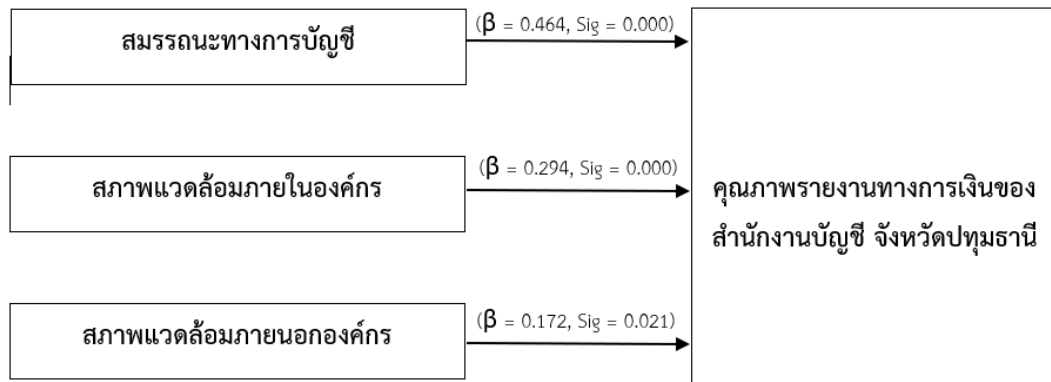 สมรรถนะทางการบัญชี
(β = 0.464, Sig = 0.000)
สภาพแวดล้อมภายในองค์กร
(β = 0.294, Sig = 0.000)
สภาพแวดล้อมภายนอกองค์กร
(β = 0.172, Sig = 0.021)
คุณภาพรายงานทางการเงินของ
สำนักงานบัญชี จังหวัดปทุมธานี